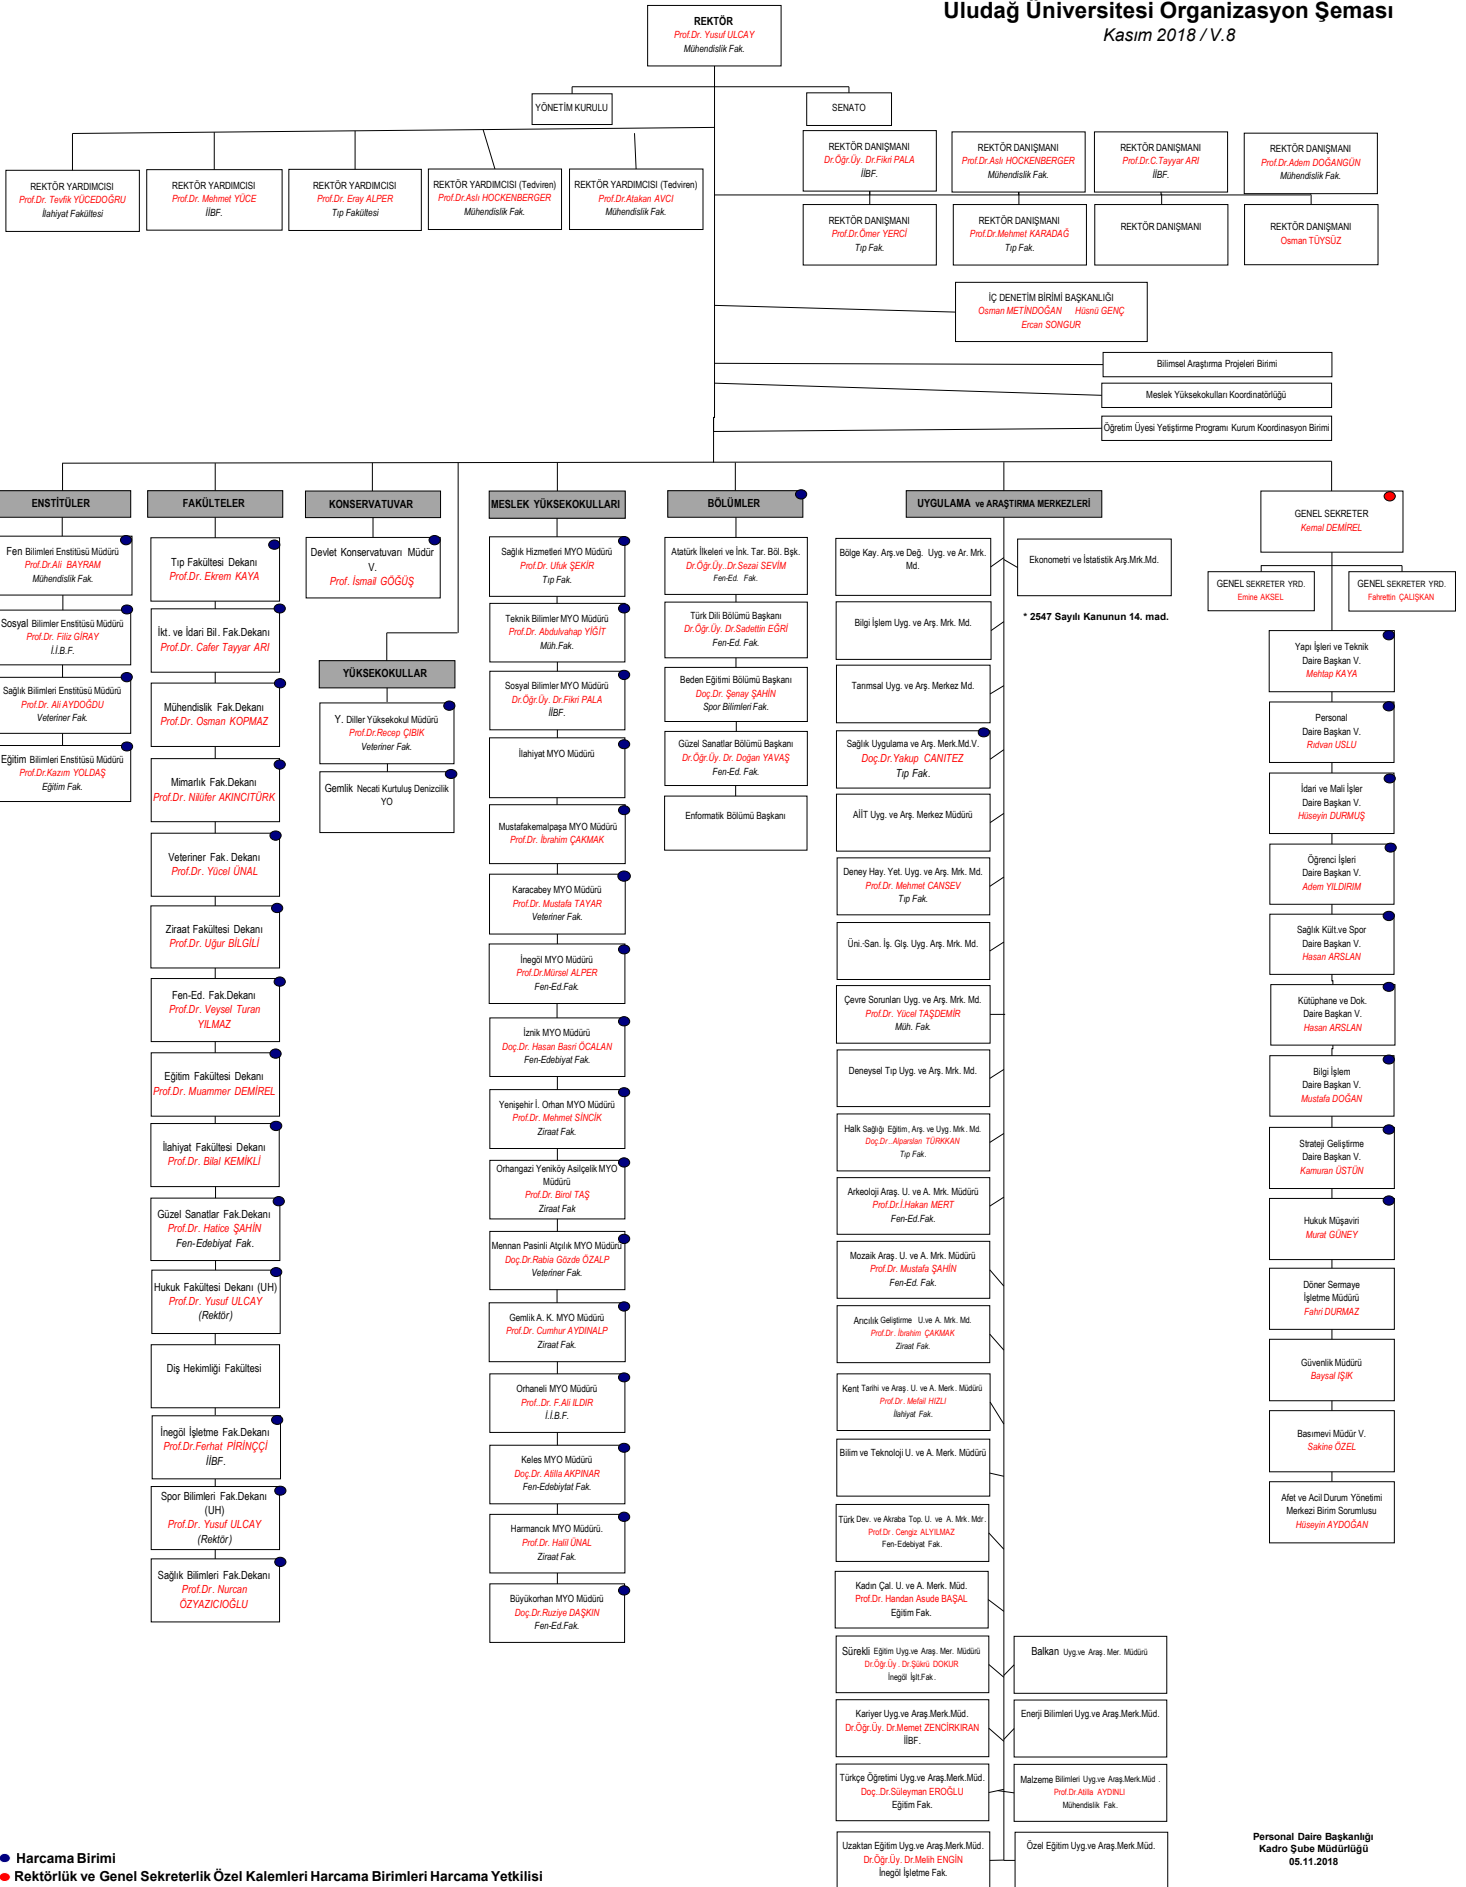 Uludağ Üniversitesi Organizasyon Şeması
Kasım 2018 / V.8
REKTÖR
Prof.Dr. Yusuf ULCAY
Mühendislik Fak.
YÖNETİM KURULU
SENATO
REKTÖR YARDIMCISI
Prof.Dr. Tevfik YÜCEDOĞRU
İlahiyat Fakültesi
REKTÖR YARDIMCISI
Prof.Dr. Mehmet YÜCE
İİBF.
REKTÖR YARDIMCISI
Prof.Dr. Eray ALPER
Tıp Fakültesi
REKTÖR YARDIMCISI (Tedviren)
Prof.Dr.Aslı HOCKENBERGER
Mühendislik Fak.
REKTÖR YARDIMCISI (Tedviren)
Prof.Dr.Atakan AVCI
Mühendislik Fak.
REKTÖR DANIŞMANI
Dr.Öğr.Üy. Dr.Fikri PALA
İİBF.
REKTÖR DANIŞMANI
Prof.Dr.Aslı HOCKENBERGER
Mühendislik Fak.
REKTÖR DANIŞMANI
Prof.Dr.C.Tayyar ARI
İİBF.
REKTÖR DANIŞMANI
Prof.Dr.Adem DOĞANGÜN
Mühendislik Fak.
REKTÖR DANIŞMANI
Prof.Dr.Ömer YERCİ
Tıp Fak.
REKTÖR DANIŞMANI
Prof.Dr.Mehmet KARADAĞ
Tıp Fak.
REKTÖR DANIŞMANI
REKTÖR DANIŞMANI
Osman TÜYSÜZ
İÇ DENETİM BİRİMİ BAŞKANLIĞI
Osman METİNDOĞAN Hüsnü GENÇ
Ercan SONGUR
Bilimsel Araştırma Projeleri Birimi
Meslek Yüksekokulları Koordinatörlüğü
Öğretim Üyesi Yetiştirme Programı Kurum Koordinasyon Birimi
ENSTİTÜLER
Fen Bilimleri Enstitüsü Müdürü
Prof.Dr.Ali BAYRAM
Mühendislik Fak.
Sosyal Bilimler Enstitüsü Müdürü
Prof.Dr. Filiz GİRAY
İ.İ.B.F.
Sağlık Bilimleri Enstitüsü Müdürü
Prof.Dr. Ali AYDOĞDU
Veteriner Fak.
Eğitim Bilimleri Enstitüsü Müdürü
Prof.Dr.Kazım YOLDAŞ
Eğitim Fak.
FAKÜLTELER
Tıp Fakültesi Dekanı
Prof.Dr. Ekrem KAYA
İkt. ve İdari Bil. Fak.Dekanı
Prof.Dr. Cafer Tayyar ARI
Mühendislik Fak.Dekanı
Prof.Dr. Osman KOPMAZ
Mimarlık Fak.Dekanı
Prof.Dr. Nilüfer AKINCITÜRK
Veteriner Fak. Dekanı
Prof.Dr. Yücel ÜNAL
Ziraat Fakültesi Dekanı
Prof.Dr. Uğur BİLGİLİ
Fen-Ed. Fak.Dekanı
Prof.Dr. Veysel Turan
YILMAZ
Eğitim Fakültesi Dekanı
Prof.Dr. Muammer DEMİREL
İlahiyat Fakültesi Dekanı
Prof.Dr. Bilal KEMİKLİ
Güzel Sanatlar Fak.Dekanı
Prof.Dr. Hatice ŞAHİN
Fen-Edebiyat Fak.
Hukuk Fakültesi Dekanı (UH)
Prof.Dr. Yusuf ULCAY
(Rektör)
Diş Hekimliği Fakültesi
İnegöl İşletme Fak.Dekanı
Prof.Dr.Ferhat PİRİNÇÇİ
İİBF.
Spor Bilimleri Fak.Dekanı
(UH)
Prof.Dr. Yusuf ULCAY
(Rektör)
Sağlık Bilimleri Fak.Dekanı
Prof.Dr. Nurcan
ÖZYAZICIOĞLU
KONSERVATUVAR
Devlet Konservatuvarı Müdür
V.
Prof. İsmail GÖĞÜŞ
YÜKSEKOKULLAR
Y. Diller Yüksekokul Müdürü
Prof.Dr.Recep ÇIBIK
Veteriner Fak.
Gemlik Necati Kurtuluş Denizcilik
YO
MESLEK YÜKSEKOKULLARI
Sağlık Hizmetleri MYO Müdürü
Prof.Dr. Ufuk ŞEKİR
Tıp Fak.
Teknik Bilimler MYO Müdürü
Prof.Dr. Abdulvahap YİĞİT
Müh.Fak.
Sosyal Bilimler MYO Müdürü
Dr.Öğr.Üy. Dr.Fikri PALA
İİBF.
İlahiyat MYO Müdürü
Mustafakemalpaşa MYO Müdürü
Prof.Dr. İbrahim ÇAKMAK
Karacabey MYO Müdürü
Prof.Dr. Mustafa TAYAR
Veteriner Fak.
İnegöl MYO Müdürü
Prof.Dr.Mürsel ALPER
Fen-Ed.Fak.
İznik MYO Müdürü
Doç.Dr. Hasan Basri ÖCALAN
Fen-Edebiyat Fak.
Yenişehir İ. Orhan MYO Müdürü
Prof.Dr. Mehmet SİNCİK
Ziraat Fak.
Orhangazi Yeniköy Asilçelik MYO
Müdürü
Prof.Dr. Birol TAŞ
Ziraat Fak
Mennan Pasinli Atçılık MYO Müdürü
Doç.Dr.Rabia Gözde ÖZALP
Veteriner Fak.
Gemlik A. K. MYO Müdürü
Prof.Dr. Cumhur AYDINALP
Ziraat Fak.
Orhaneli MYO Müdürü
Prof..Dr. F.Ali ILDIR
İ.İ.B.F.
Keles MYO Müdürü
Doç.Dr. Atilla AKPINAR
Fen-Edebiytat Fak.
Harmancık MYO Müdürü.
Prof.Dr. Halil ÜNAL
Ziraat Fak.
Büyükorhan MYO Müdürü
Doç.Dr.Ruziye DAŞKIN
Fen-Ed.Fak.
BÖLÜMLER
Atatürk İlkeleri ve İnk. Tar. Böl. Bşk.
Dr.Öğr.Üy..Dr.Sezai SEVİM
Fen-Ed. Fak.
Türk Dili Bölümü Başkanı
Dr.Öğr.Üy. Dr.Sadettin EĞRİ
Fen-Ed. Fak.
Beden Eğitimi Bölümü Başkanı
Doç.Dr. Şenay ŞAHİN
Spor Bilimleri Fak.
Güzel Sanatlar Bölümü Başkanı
Dr.Öğr.Üy. Dr. Doğan YAVAŞ
Fen-Ed. Fak.
Enformatik Bölümü Başkanı
UYGULAMA ve ARAŞTIRMA MERKEZLERİ
Bölge Kay. Arş.ve Değ. Uyg. ve Ar. Mrk.
Md.
Ekonometri ve İstatistik Arş.Mrk.Md.
* 2547 Sayılı Kanunun 14. mad.
Bilgi İşlem Uyg. ve Arş. Mrk. Md.
Tarımsal Uyg. ve Arş. Merkez Md.
Sağlık Uygulama ve Arş. Merk.Md.V.
Doç.Dr.Yakup CANITEZ
Tıp Fak.
AİİT Uyg. ve Arş. Merkez Müdürü
Deney Hay. Yet. Uyg. ve Arş. Mrk. Md.
Prof.Dr. Mehmet CANSEV
Tıp Fak.
Üni.-San. İş. Glş. Uyg. Arş. Mrk. Md.
Çevre Sorunları Uyg. ve Arş. Mrk. Md.
Prof.Dr. Yücel TAŞDEMİR
Müh. Fak.
Deneysel Tıp Uyg. ve Arş. Mrk. Md.
Halk Sağlığı Eğitim, Arş. ve Uyg. Mrk. Md.
Doç.Dr..Alparslan TÜRKKAN
Tıp Fak.
Arkeoloji Araş. U. ve A. Mrk. Müdürü
Prof.Dr.İ.Hakan MERT
Fen-Ed.Fak.
Mozaik Araş. U. ve A. Mrk. Müdürü
Prof.Dr. Mustafa ŞAHİN
Fen-Ed. Fak.
Arıcılık Geliştirme U.ve A. Mrk. Md.
Prof.Dr. İbrahim ÇAKMAK
Ziraat Fak.
Kent Tarihi ve Araş. U. ve A. Merk. Müdürü
Prof.Dr. Mefail HIZLI
İlahiyat Fak.
Bilim ve Teknoloji U. ve A. Merk. Müdürü
Türk Dev. ve Akraba Top. U. ve A. Mrk. Mdr.
Prof.Dr. Cengiz ALYILMAZ
Fen-Edebiyat Fak.
Kadın Çal. U. ve A. Merk. Müd.
Prof.Dr. Handan Asude BAŞAL
Eğitim Fak.
Sürekli Eğitim Uyg.ve Araş. Mer. Müdürü
Dr.Öğr.Üy. Dr.Şükrü DOKUR
İnegöl İşlt.Fak.
Balkan Uyg.ve Araş. Mer. Müdürü
Kariyer Uyg.ve Araş.Merk.Müd.
Dr.Öğr.Üy. Dr.Memet ZENCİRKIRAN
İİBF.
Enerji Bilimleri Uyg.ve Araş.Merk.Müd.
Türkçe Öğretimi Uyg.ve Araş.Merk.Müd.
Doç..Dr.Süleyman EROĞLU
Eğitim Fak.
Malzeme Bilimleri Uyg.ve Araş.Merk.Müd .
Prof.Dr.Atilla AYDINLI
Mühendislik Fak.
Uzaktan Eğitim Uyg.ve Araş.Merk.Müd.
Dr.Öğr.Üy. Dr.Melih ENGİN
İnegöl İşletme Fak.
Özel Eğitim Uyg.ve Araş.Merk.Müd.
GENEL SEKRETER
Kemal DEMİREL
GENEL SEKRETER YRD.
Emine AKSEL
GENEL SEKRETER YRD.
Fahrettin ÇALIŞKAN
Yapı İşleri ve Teknik
Daire Başkan V.
Mehtap KAYA
Personal
Daire Başkan V.
Rıdvan USLU
İdari ve Mali İşler
Daire Başkan V.
Hüseyin DURMUŞ
Öğrenci İşleri
Daire Başkan V.
Adem YILDIRIM
Sağlık Kült.ve Spor
Daire Başkan V.
Hasan ARSLAN
Kütüphane ve Dok.
Daire Başkan V.
Hasan ARSLAN
Bilgi İşlem
Daire Başkan V.
Mustafa DOĞAN
Strateji Geliştirme
Daire Başkan V.
Kamuran ÜSTÜN
Hukuk Müşaviri
Murat GÜNEY
Döner Sermaye
İşletme Müdürü
Fahri DURMAZ
Güvenlik Müdürü
Baysal IŞIK
Basımevi Müdür V.
Sakine ÖZEL
Afet ve Acil Durum Yönetimi
Merkezi Birim Sorumlusu
Hüseyin AYDOĞAN
Harcama Birimi
Rektörlük ve Genel Sekreterlik Özel Kalemleri Harcama Birimleri Harcama Yetkilisi
Personal Daire Başkanlığı
Kadro Şube Müdürlüğü
05.11.2018